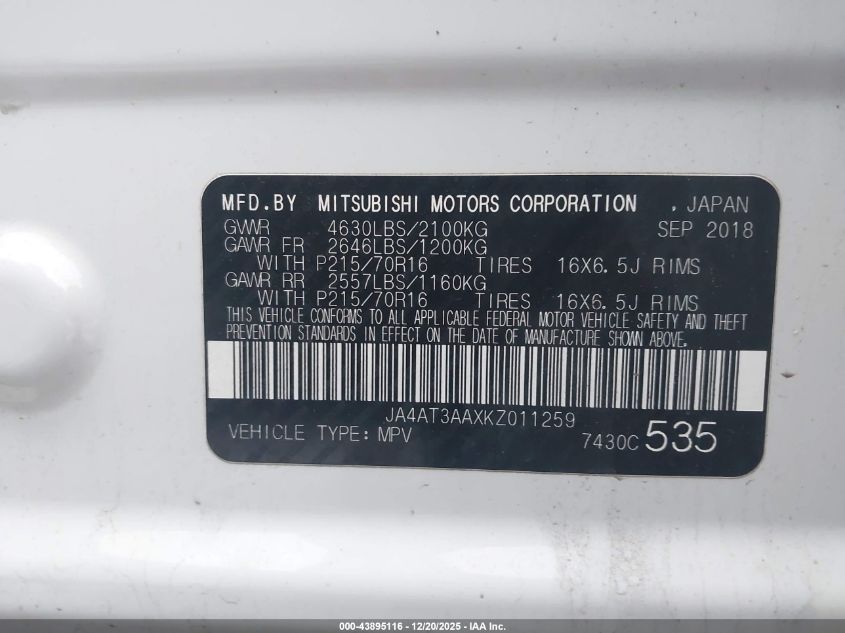 MFD.BY MITSUBISHI MOTORS CORPORATION . JAPAN
GVWR 4630LBS/2100KG SEP 2018
GAWR FR 2646LBS/1200KG
WITH P215/70R16 TIRES 16X6.5J RIMS
GAWR RR 2557LBS/1160KG
WITH P215/70R16 TIRES 16X6.5J RIMS
THIS VEHICLE CONFORMS TO ALL APPLICABLE FEDERAL MOTOR VEHICLE SAFETY AND THEFT
PREVENTION STANDARDS IN EFFECT ON THE DATE OF MANUFACTURE SHOWN ABOVE.
JA4AT3AAXKZ011259
VEHICLE TYPE: MPV 7430C 535
000-43895116 - 12/20/2025 - IAA Inc.